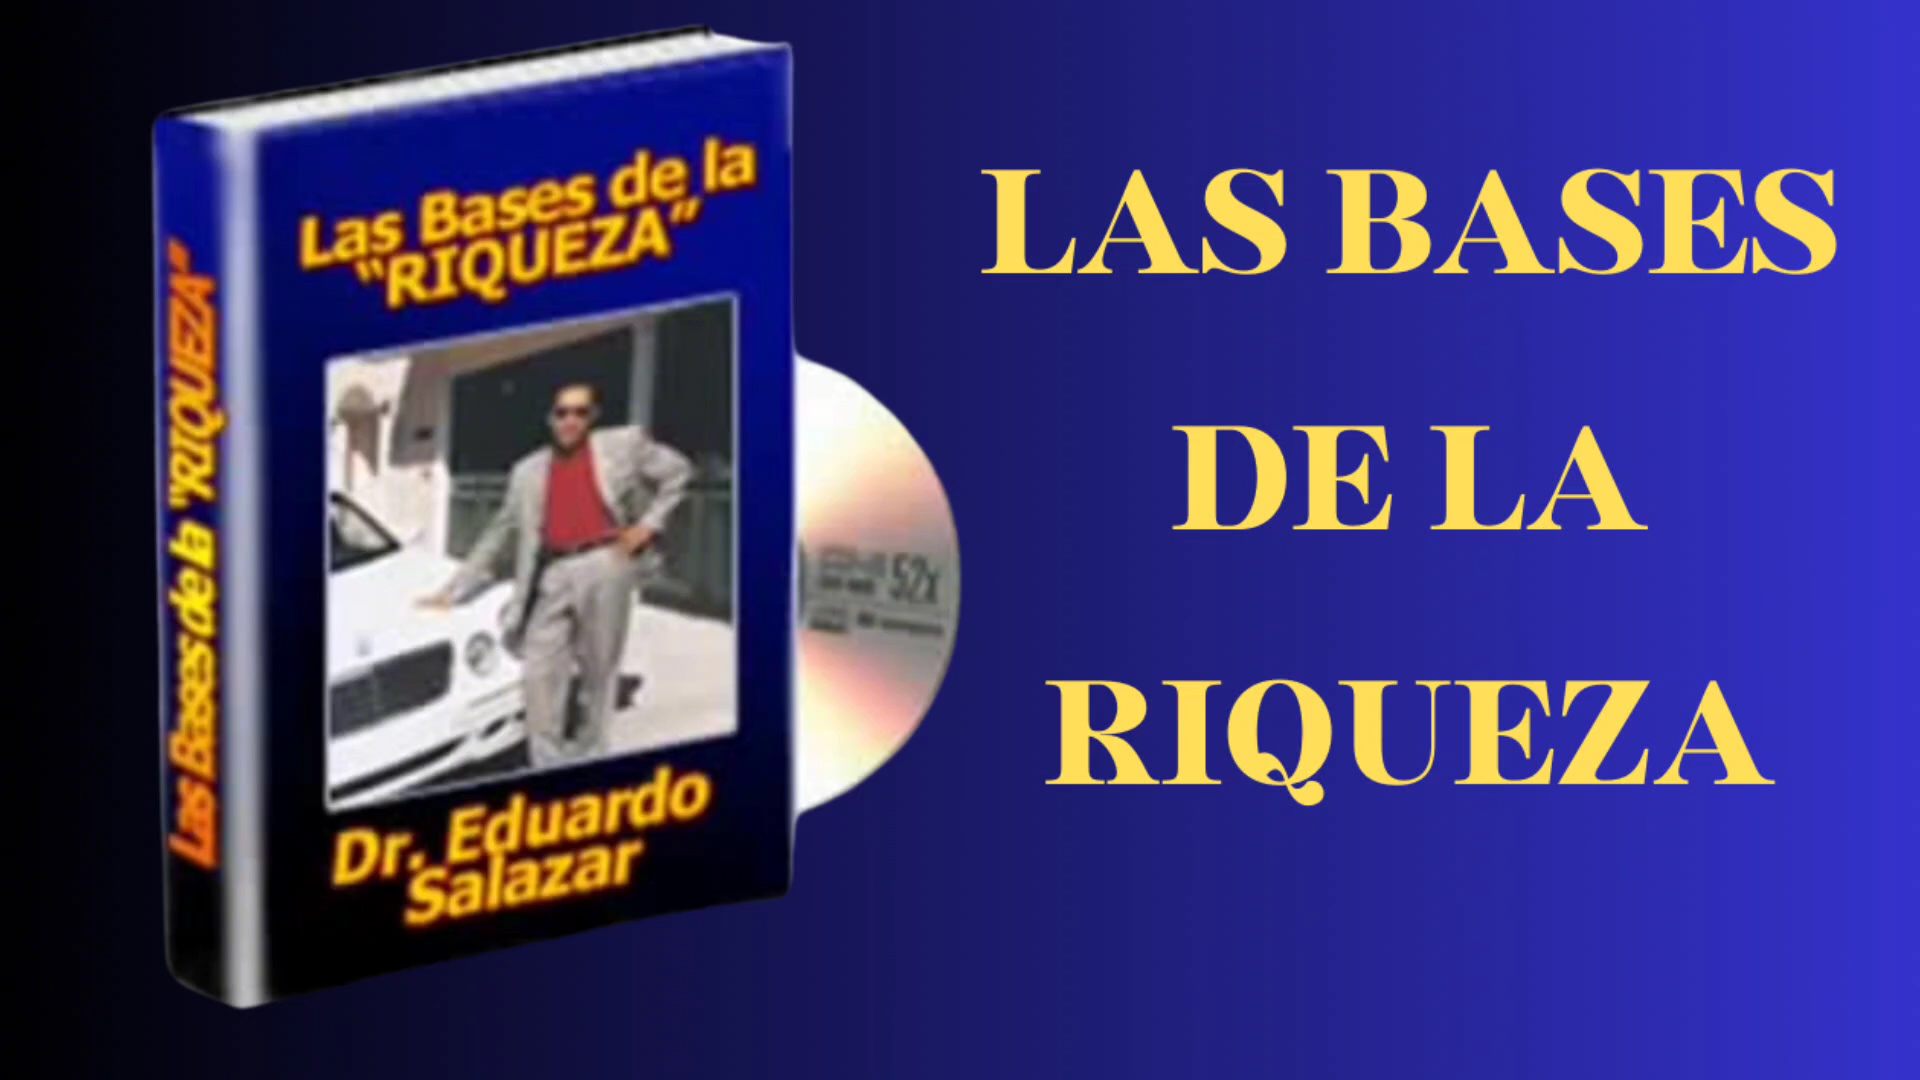 Las Bases de la "RIQUEZA"
Las Bases de la
"RIQUEZA"
Dr. Eduardo
Salazar
52x
LAS BASES
DE LA
RIQUEZA